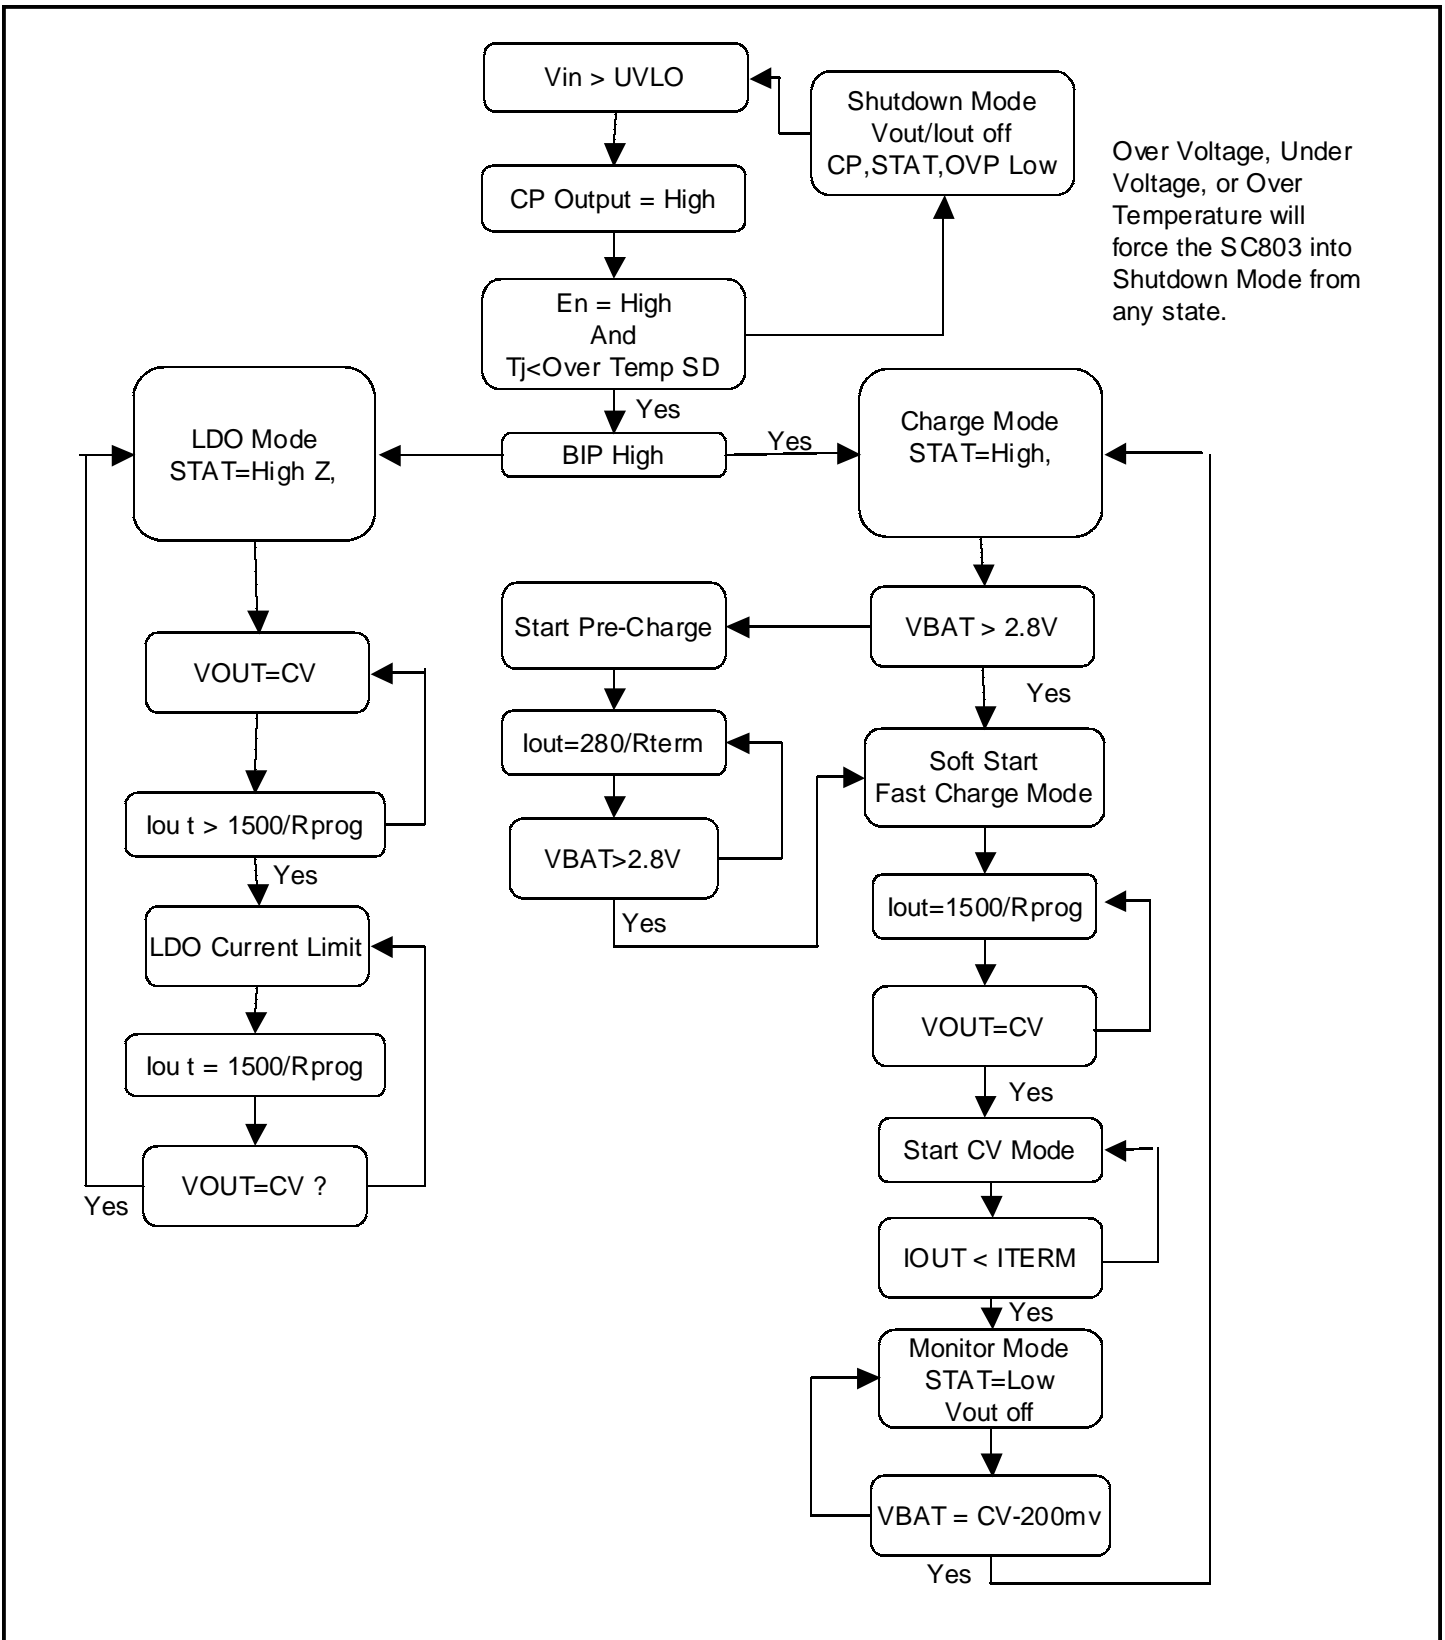 Vin > UVLO
Shutdown Mode
Vout/Iout off
CP,STAT,OVP Low
Over Voltage, Under
Voltage, or Over
Temperature will
force the SC803 into
Shutdown Mode from
any state.
CP Output = High
En = High
And
Tj<Over Temp SD
Yes
BIP High
Yes
LDO Mode
STAT=High Z,
Charge Mode
STAT=High,
VOUT=CV
Iou t > 1500/Rprog
Yes
LDO Current Limit
Iou t = 1500/Rprog
VOUT=CV ?
Yes
Start Pre-Charge
Iout=280/Rterm
VBAT>2.8V
Yes
VBAT > 2.8V
Yes
Soft Start
Fast Charge Mode
Iout=1500/Rprog
VOUT=CV
Yes
Start CV Mode
IOUT < ITERM
Yes
Monitor Mode
STAT=Low
Vout off
VBAT = CV-200mv
Yes